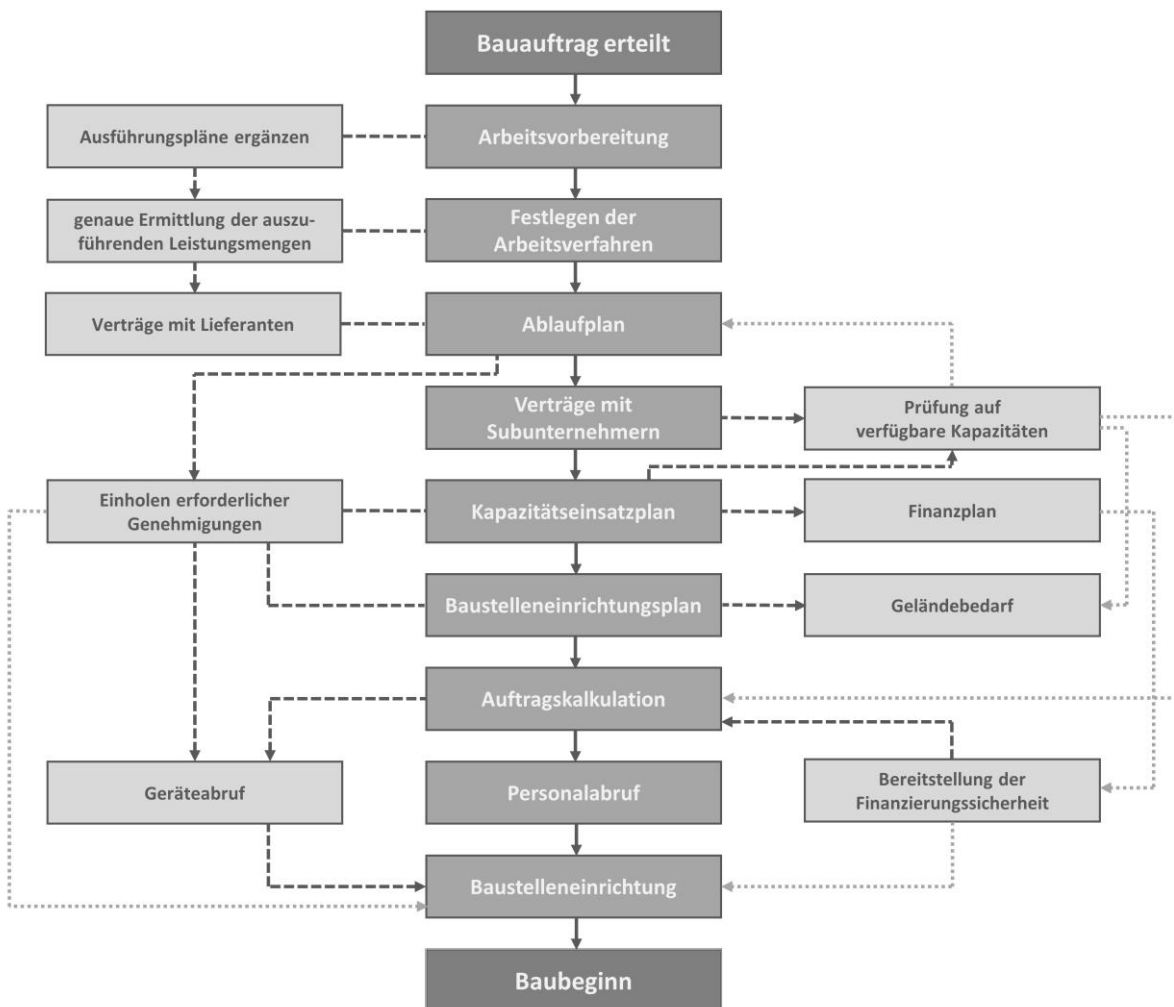 Bauauftrag erteilt
Ausführungspläne ergänzen
Arbeitsvorbereitung
genaue Ermittlung der auszu-
führenden Leistungsmengen
Festlegen der
Arbeitsverfahren
Verträge mit Lieferanten
Ablaufplan
Verträge mit
Subunternehmern
Prüfung auf
verfügbare Kapazitäten
Einholen erforderlicher
Genehmigungen
Kapazitätseinsatzplan
Finanzplan
Baustelleneinrichtungsplan
Geländebedarf
Auftragskalkulation
Geräteabruf
Personalabruf
Bereitstellung der
Finanzierungssicherheit
Baustelleneinrichtung
Baubeginn